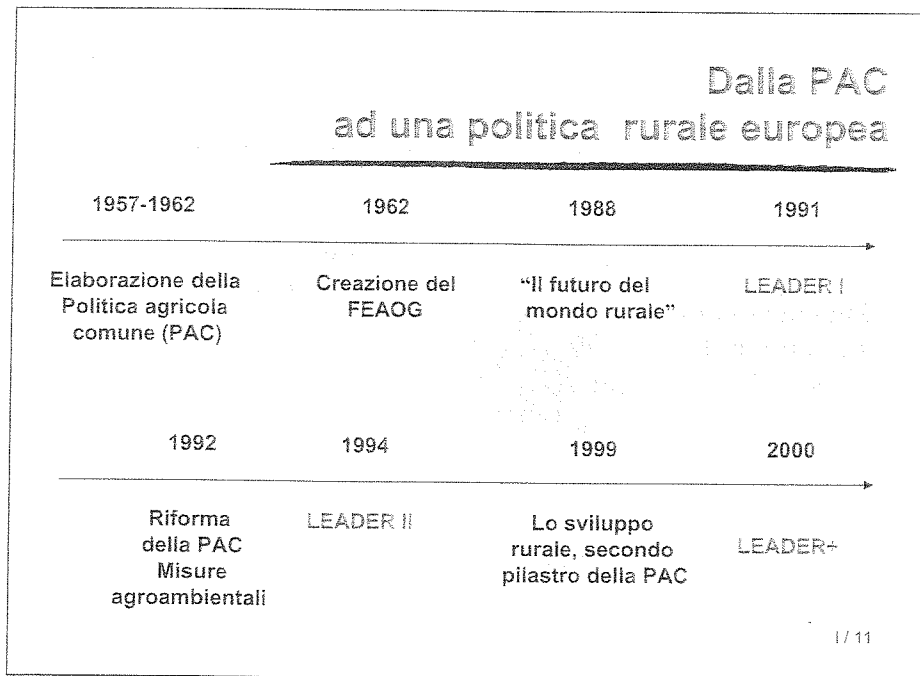 Dalla PAC
ad una politica rurale europea
1957-1962 1962 1988 1991
Elaborazione della
Politica agricola
comune (PAC)
Creazione del
FEAOG
“Il futuro del
mondo rurale”
LEADER I
1992 1994 1999 2000
Riforma
della PAC
Misure
agroambientali
LEADER II
Lo sviluppo
rurale, secondo
pilastro della PAC
LEADER+
I / 11